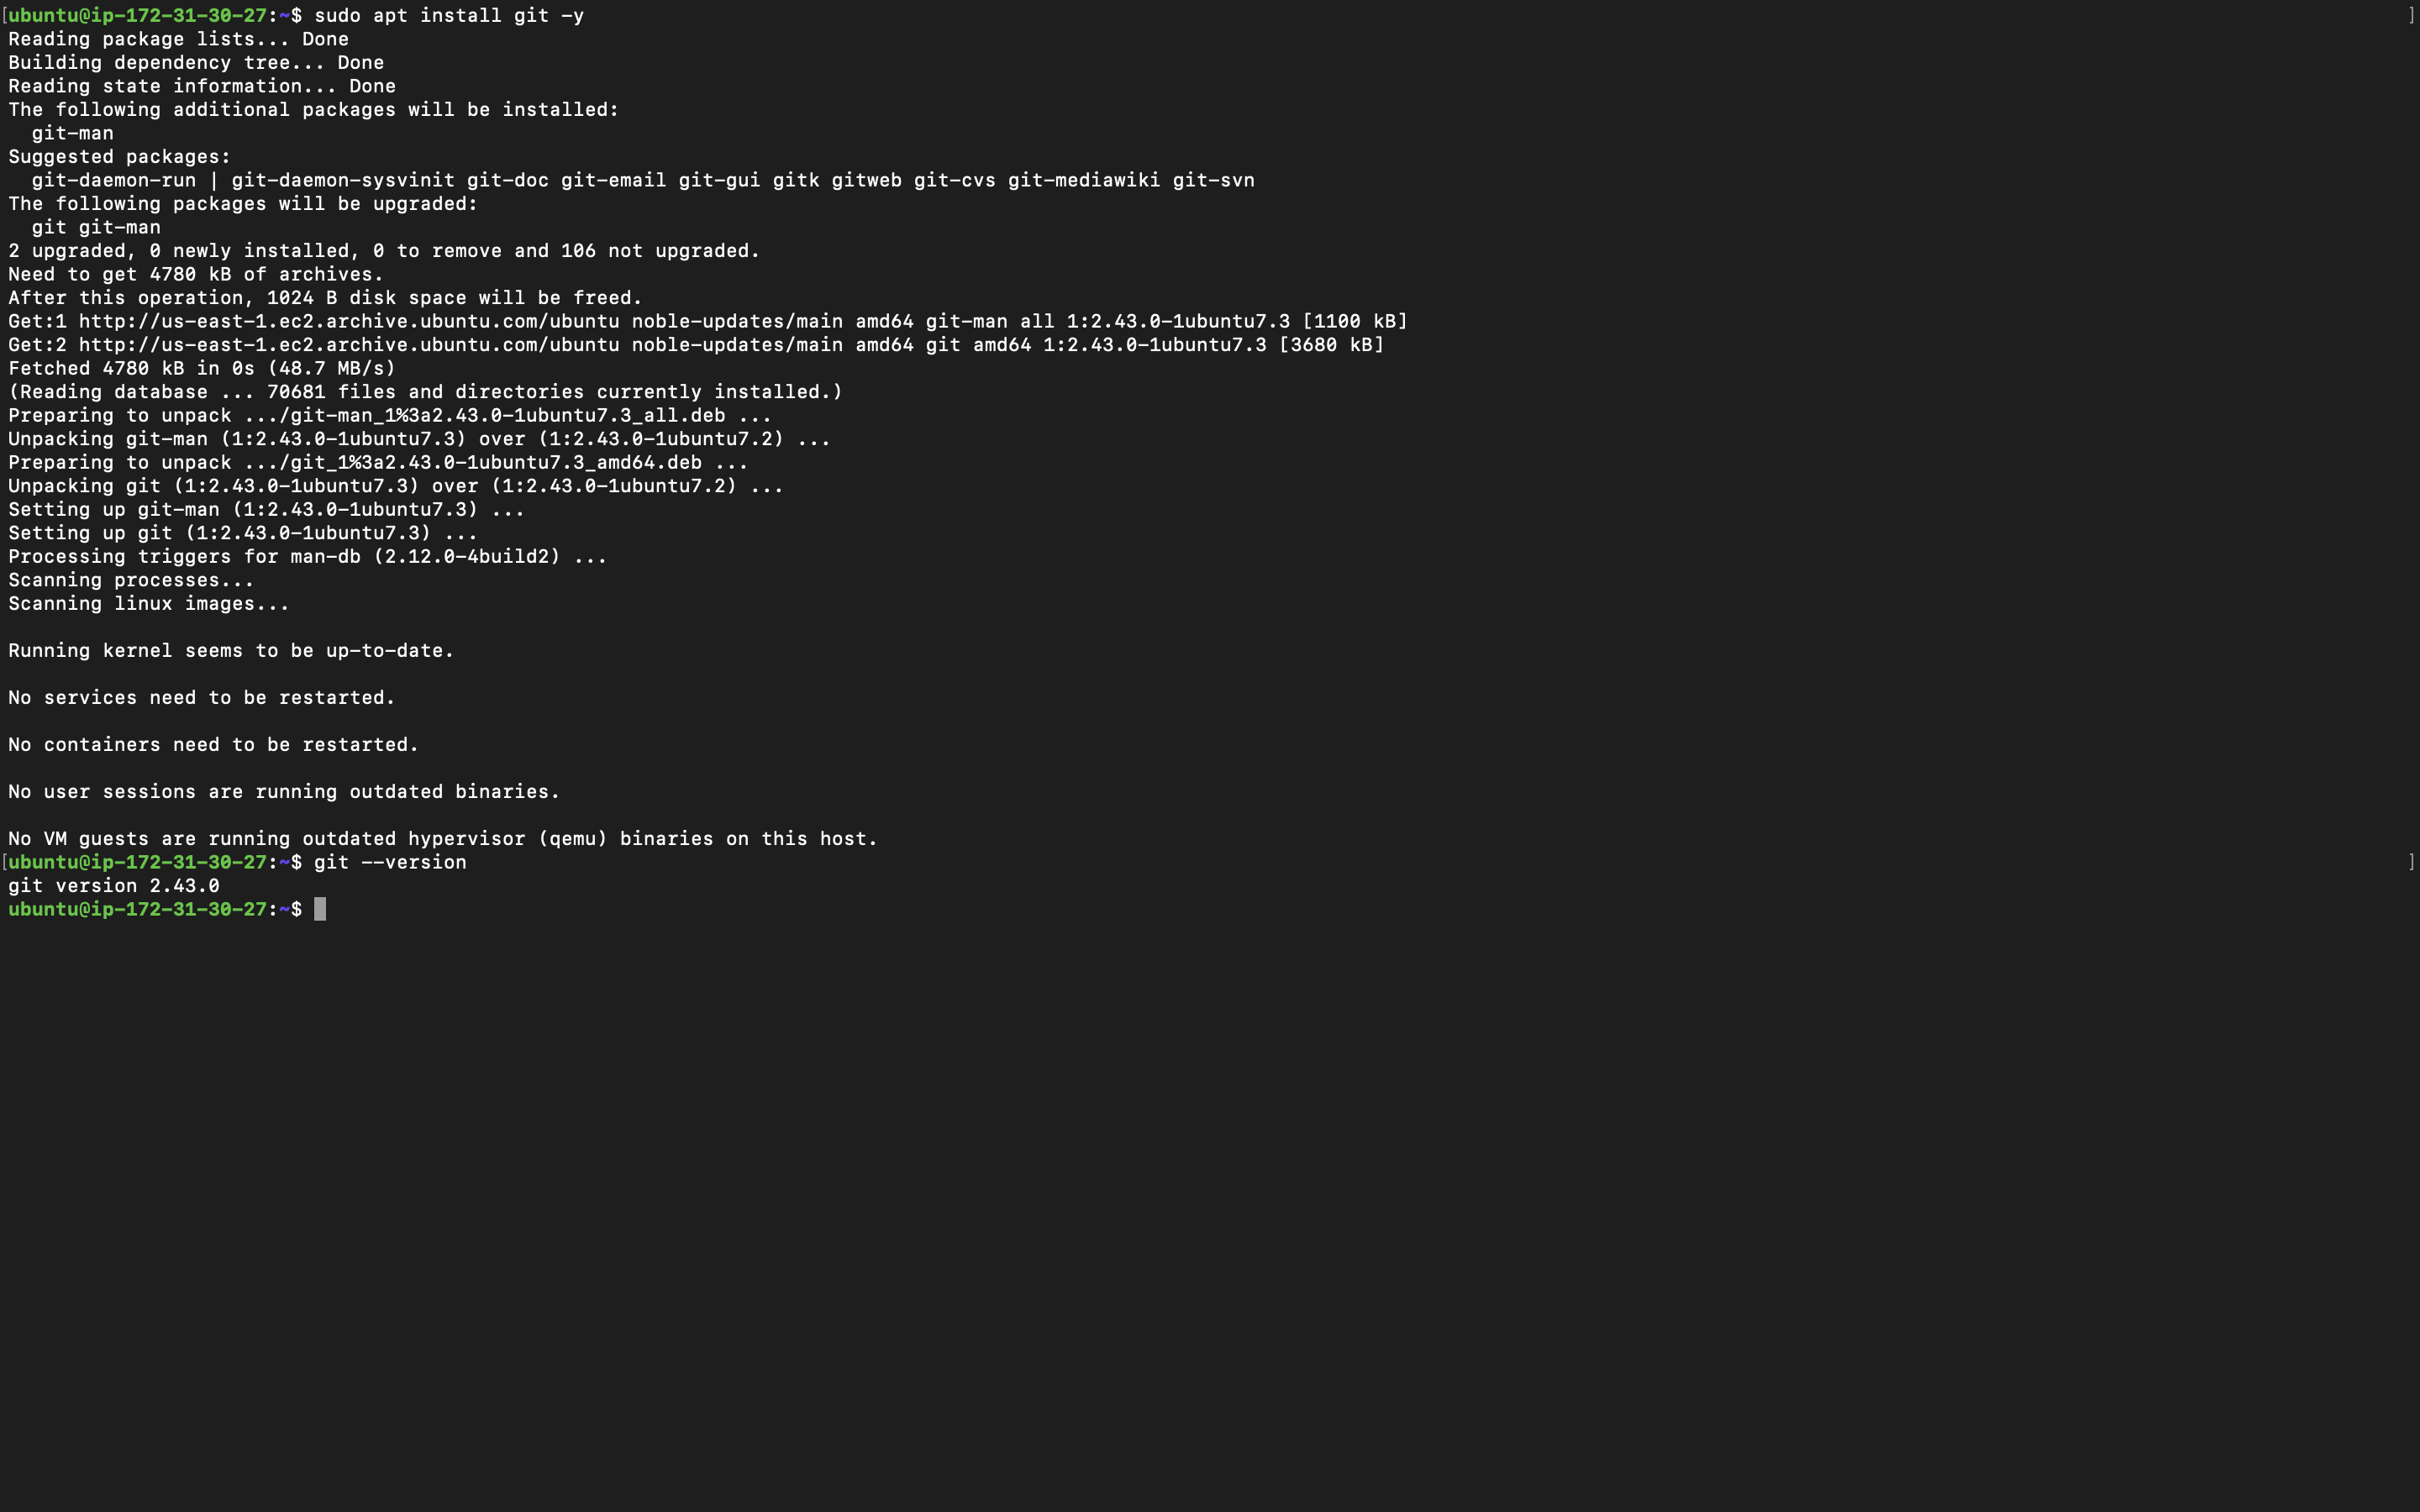 [ubuntu@ip-172-31-30-27:~$ sudo apt install git -y ]
Reading package lists... Done
Building dependency tree... Done
Reading state information... Done
The following additional packages will be installed:
  git-man
Suggested packages:
  git-daemon-run | git-daemon-sysvinit git-doc git-email git-gui gitk gitweb git-cvs git-mediawiki git-svn
The following packages will be upgraded:
  git git-man
2 upgraded, 0 newly installed, 0 to remove and 106 not upgraded.
Need to get 4780 kB of archives.
After this operation, 1024 B disk space will be freed.
Get:1 http://us-east-1.ec2.archive.ubuntu.com/ubuntu noble-updates/main amd64 git-man all 1:2.43.0-1ubuntu7.3 [1100 kB]
Get:2 http://us-east-1.ec2.archive.ubuntu.com/ubuntu noble-updates/main amd64 git amd64 1:2.43.0-1ubuntu7.3 [3680 kB]
Fetched 4780 kB in 0s (48.7 MB/s)
(Reading database ... 70681 files and directories currently installed.)
Preparing to unpack .../git-man_1%3a2.43.0-1ubuntu7.3_all.deb ...
Unpacking git-man (1:2.43.0-1ubuntu7.3) over (1:2.43.0-1ubuntu7.2) ...
Preparing to unpack .../git_1%3a2.43.0-1ubuntu7.3_amd64.deb ...
Unpacking git (1:2.43.0-1ubuntu7.3) over (1:2.43.0-1ubuntu7.2) ...
Setting up git-man (1:2.43.0-1ubuntu7.3) ...
Setting up git (1:2.43.0-1ubuntu7.3) ...
Processing triggers for man-db (2.12.0-4build2) ...
Scanning processes...
Scanning linux images...

Running kernel seems to be up-to-date.

No services need to be restarted.

No containers need to be restarted.

No user sessions are running outdated binaries.

No VM guests are running outdated hypervisor (qemu) binaries on this host.
[ubuntu@ip-172-31-30-27:~$ git --version ]
git version 2.43.0
ubuntu@ip-172-31-30-27:~$